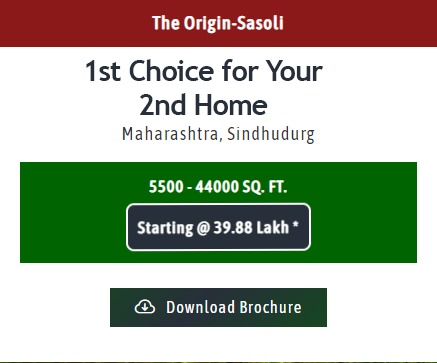 The Origin-Sasoli
1st Choice for Your
2nd Home
Maharashtra, Sindhudurg
5500 - 44000 SQ. FT.
Starting @ 39.88 Lakh *
Download Brochure